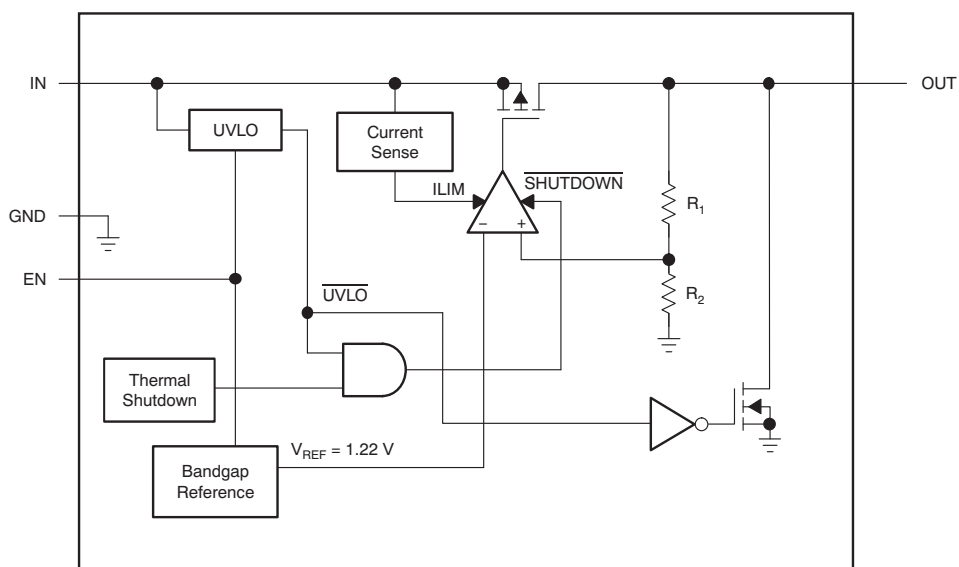 IN
OUT
UVLO
Current
Sense
ILIM
SHUTDOWN
GND
R1
− +
EN
UVLO
R2
Thermal
Shutdown
VREF = 1.22 V
Bandgap
Reference